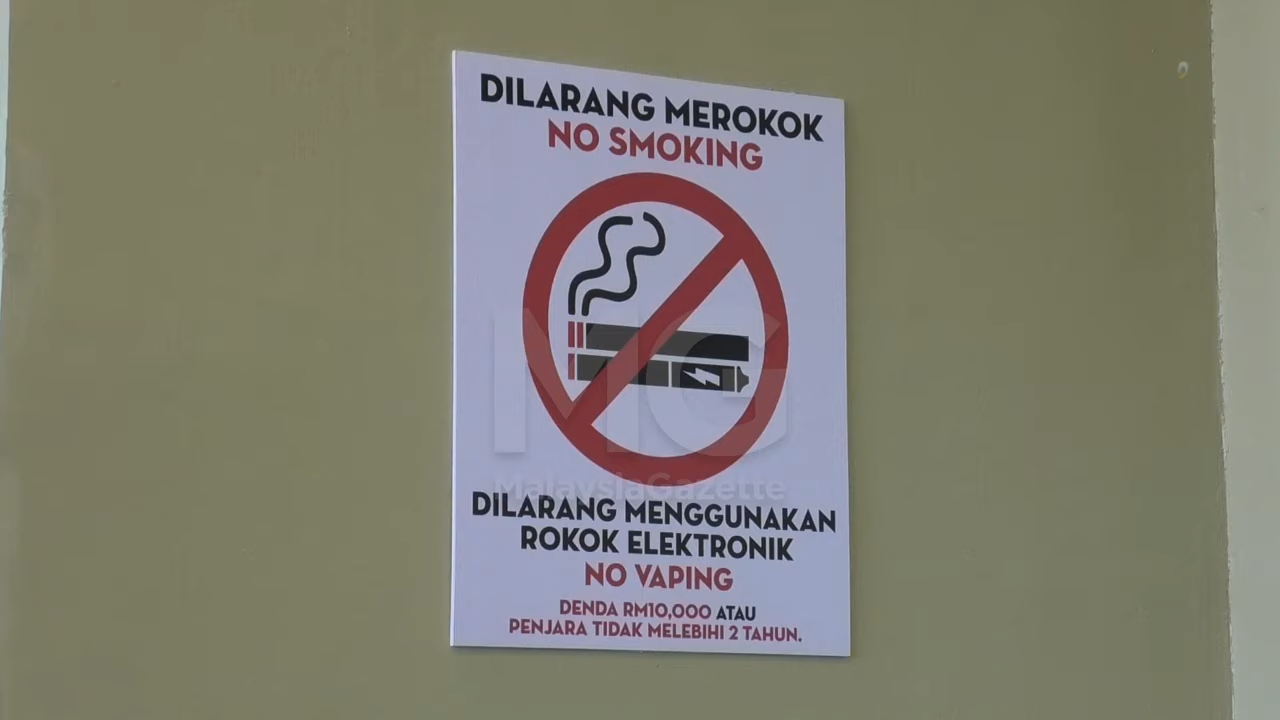 DILARANG MEROKOK
NO SMOKING
MG
MalaysiaGazette
DILARANG MENGGUNAKAN
ROKOK ELEKTRONIK
NO VAPING
DENDA RM10,000 ATAU
PENJARA TIDAK MELEBIHI 2 TAHUN.